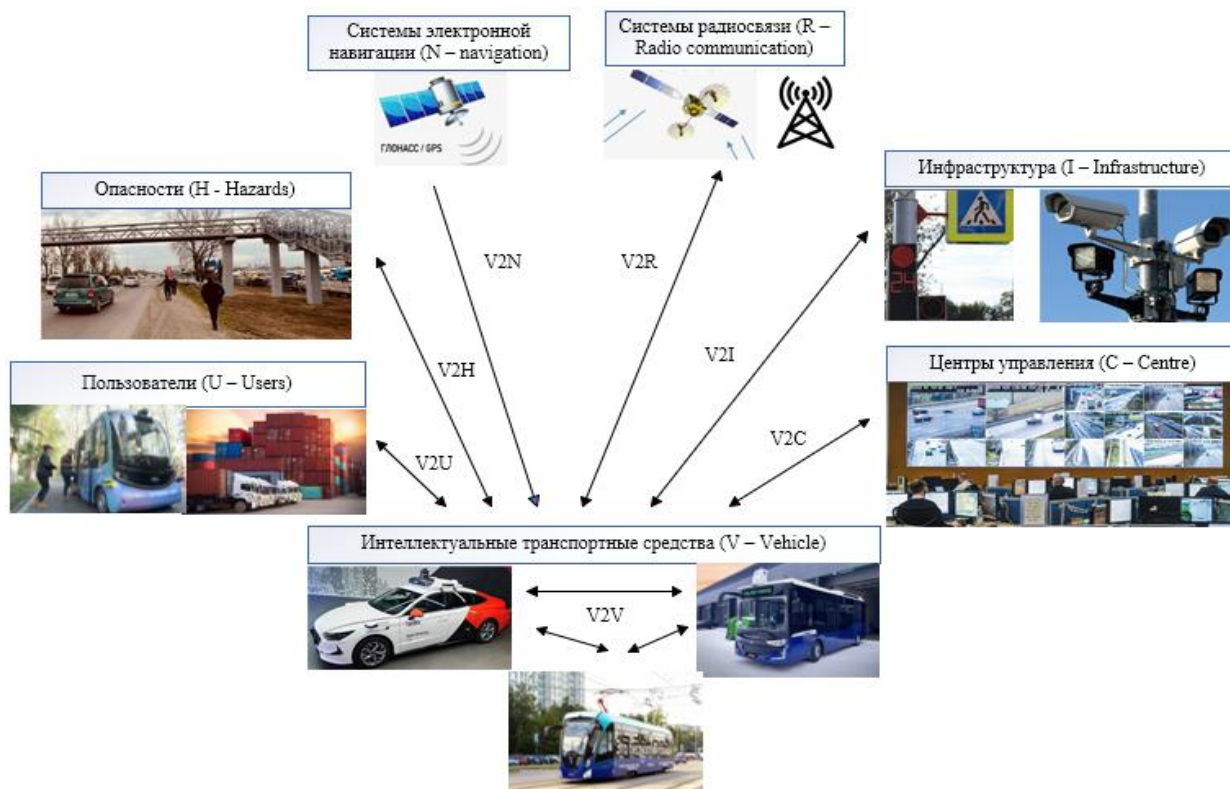 Системы электронной
навигации (N – navigation)
Системы радиосвязи (R –
Radio communication)
ГЛОНАСС / GPS
Инфраструктура (I – Infrastructure)
24
Опасности (H - Hazards)
V2N
V2R
V2I
V2H
Пользователи (U – Users)
Центры управления (C – Centre)
V2U
V2C
Интеллектуальные транспортные средства (V – Vehicle)
V2V